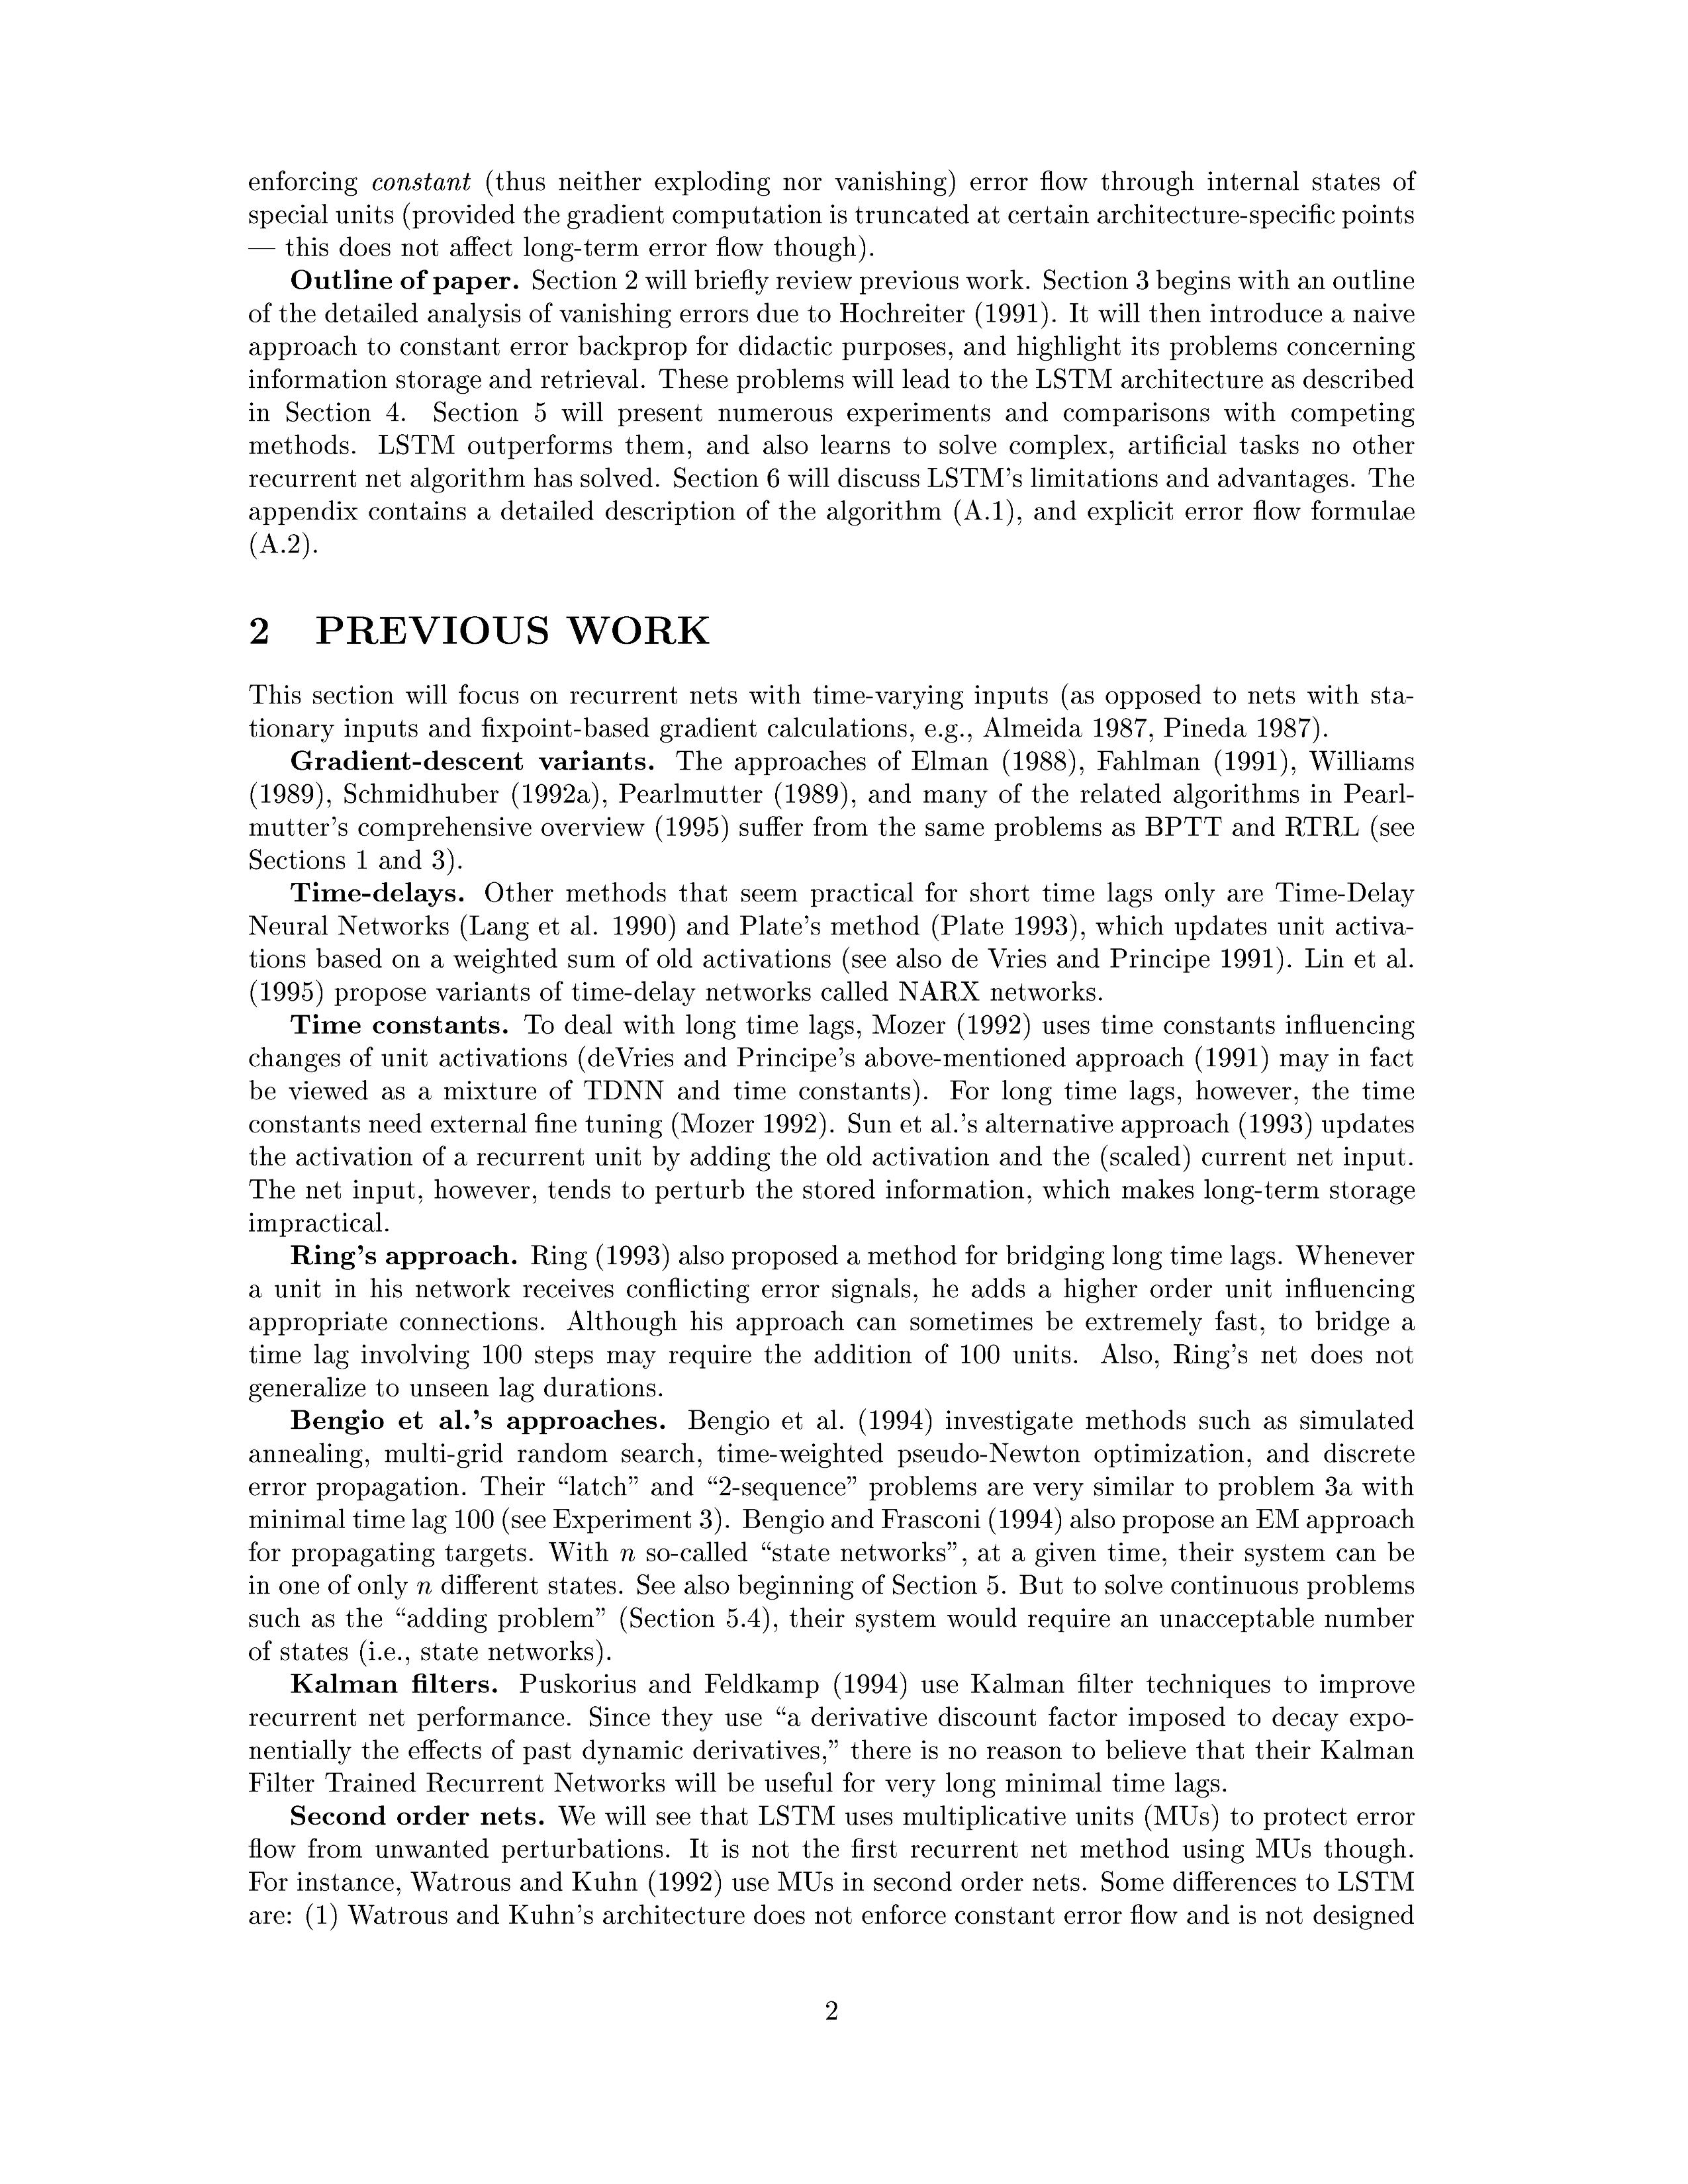 enforcing constant (thus neither exploding nor vanishing) error flow through internal states of
special units (provided the gradient computation is truncated at certain architecture-specific points
— this does not affect long-term error flow though).
Outline of paper. Section 2 will briefly review previous work. Section 3 begins with an outline
of the detailed analysis of vanishing errors due to Hochreiter (1991). It will then introduce a naive
approach to constant error backprop for didactic purposes, and highlight its problems concerning
information storage and retrieval. These problems will lead to the LSTM architecture as described
in Section 4. Section 5 will present numerous experiments and comparisons with competing
methods. LSTM outperforms them, and also learns to solve complex, artificial tasks no other
recurrent net algorithm has solved. Section 6 will discuss LSTM's limitations and advantages. The
appendix contains a detailed description of the algorithm (A.1), and explicit error flow formulae
(A.2).
2 PREVIOUS WORK
This section will focus on recurrent nets with time-varying inputs (as opposed to nets with sta-
tionary inputs and fixpoint-based gradient calculations, e.g., Almeida 1987, Pineda 1987).
Gradient-descent variants. The approaches of Elman (1988), Fahlman (1991), Williams
(1989), Schmidhuber (1992a), Pearlmutter (1989), and many of the related algorithms in Pearl-
mutter's comprehensive overview (1995) suffer from the same problems as BPTT and RTRL (see
Sections 1 and 3).
Time-delays. Other methods that seem practical for short time lags only are Time-Delay
Neural Networks (Lang et al. 1990) and Plate's method (Plate 1993), which updates unit activa-
tions based on a weighted sum of old activations (see also de Vries and Principe 1991). Lin et al.
(1995) propose variants of time-delay networks called NARX networks.
Time constants. To deal with long time lags, Mozer (1992) uses time constants influencing
changes of unit activations (deVries and Principe's above-mentioned approach (1991) may in fact
be viewed as a mixture of TDNN and time constants). For long time lags, however, the time
constants need external fine tuning (Mozer 1992). Sun et al.'s alternative approach (1993) updates
the activation of a recurrent unit by adding the old activation and the (scaled) current net input.
The net input, however, tends to perturb the stored information, which makes long-term storage
impractical.
Ring's approach. Ring (1993) also proposed a method for bridging long time lags. Whenever
a unit in his network receives conflicting error signals, he adds a higher order unit influencing
appropriate connections. Although his approach can sometimes be extremely fast, to bridge a
time lag involving 100 steps may require the addition of 100 units. Also, Ring's net does not
generalize to unseen lag durations.
Bengio et al.'s approaches. Bengio et al. (1994) investigate methods such as simulated
annealing, multi-grid random search, time-weighted pseudo-Newton optimization, and discrete
error propagation. Their “latch” and “2-sequence” problems are very similar to problem 3a with
minimal time lag 100 (see Experiment 3). Bengio and Frasconi (1994) also propose an EM approach
for propagating targets. With n so-called “state networks”, at a given time, their system can be
in one of only n different states. See also beginning of Section 5. But to solve continuous problems
such as the “adding problem” (Section 5.4), their system would require an unacceptable number
of states (i.e., state networks).
Kalman filters. Puskorius and Feldkamp (1994) use Kalman filter techniques to improve
recurrent net performance. Since they use “a derivative discount factor imposed to decay expo-
nentially the effects of past dynamic derivatives,” there is no reason to believe that their Kalman
Filter Trained Recurrent Networks will be useful for very long minimal time lags.
Second order nets. We will see that LSTM uses multiplicative units (MUs) to protect error
flow from unwanted perturbations. It is not the first recurrent net method using MUs though.
For instance, Watrous and Kuhn (1992) use MUs in second order nets. Some differences to LSTM
are: (1) Watrous and Kuhn's architecture does not enforce constant error flow and is not designed
2